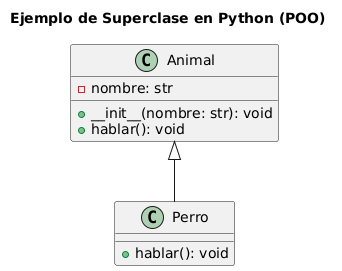 Ejemplo de Superclase en Python (POO)
C Animal
nombre: str
__init__(nombre: str): void
hablar(): void
C Perro
hablar(): void